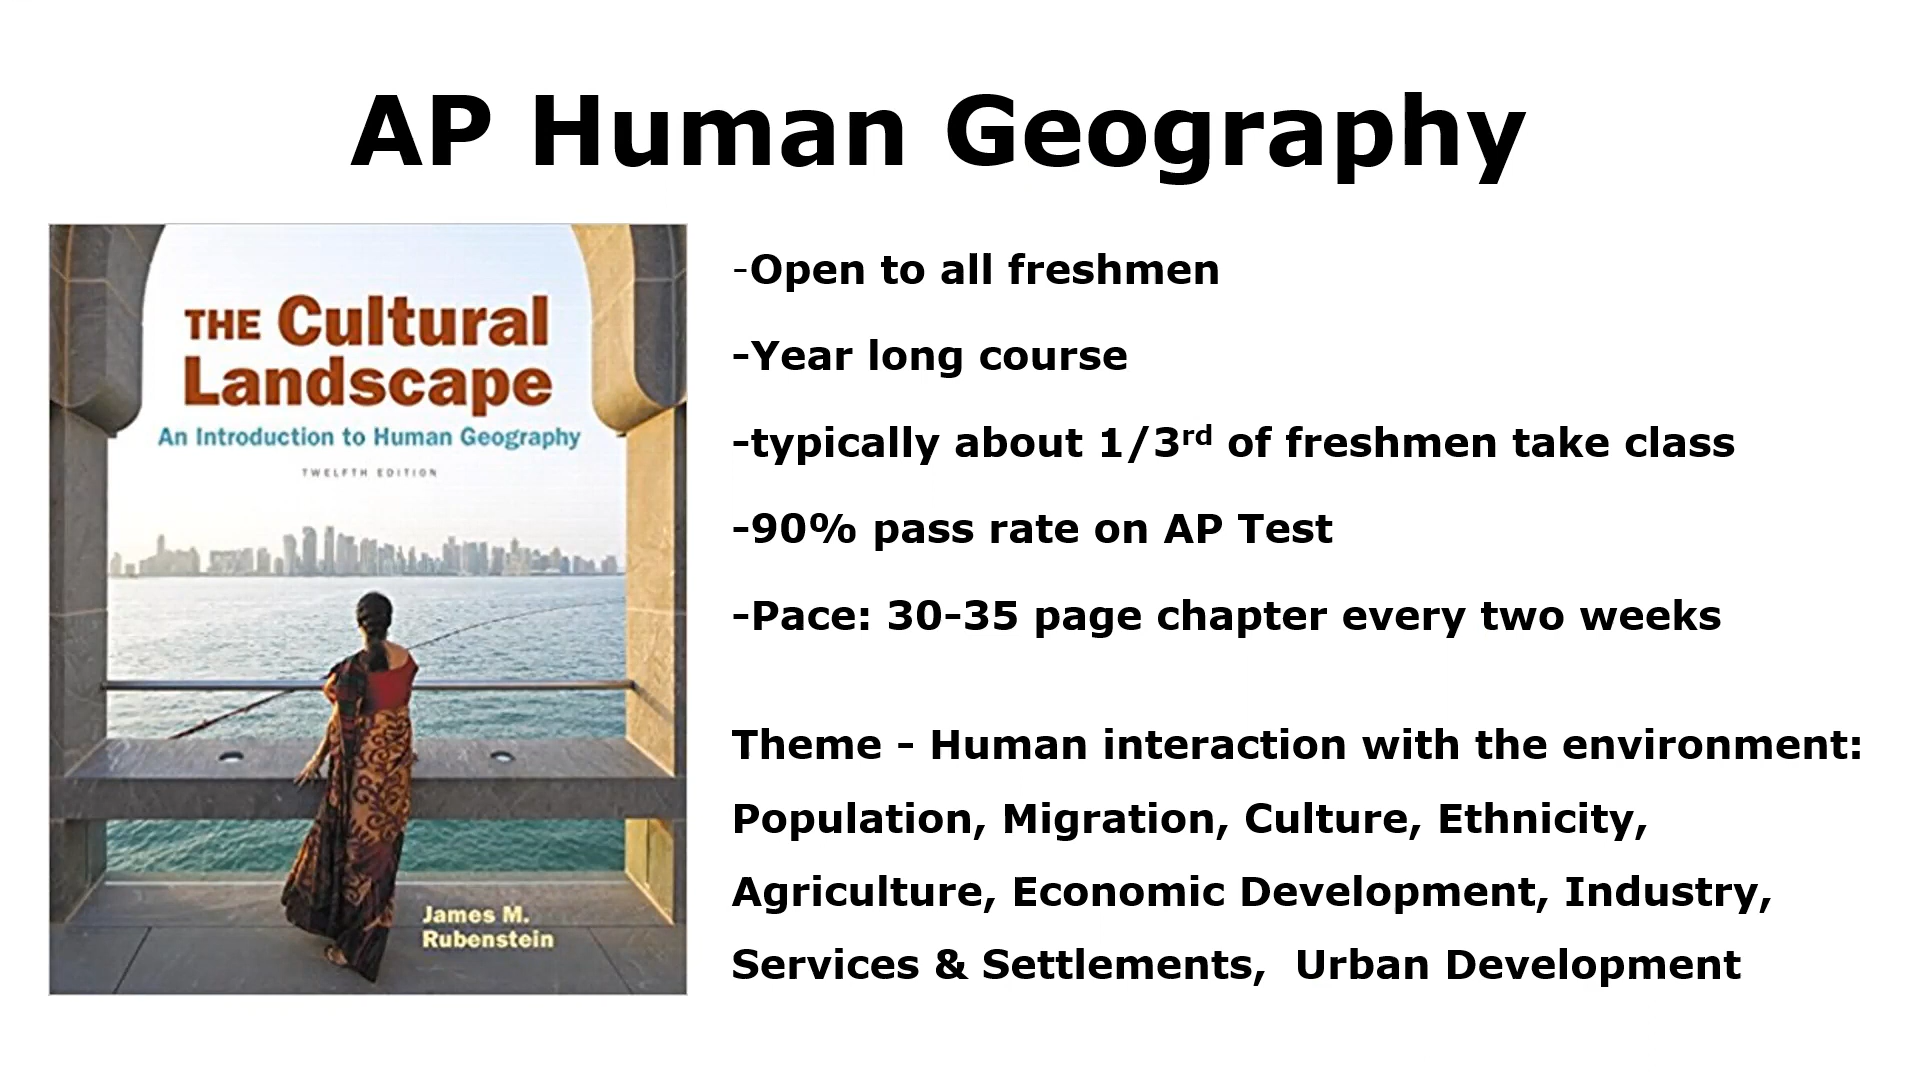 AP Human Geography
THE Cultural
Landscape
An Introduction to Human Geography
TWELFTH EDITION
James M.
Rubenstein
-Open to all freshmen
-Year long course
-typically about 1/3rd of freshmen take class
-90% pass rate on AP Test
-Pace: 30-35 page chapter every two weeks
Theme - Human interaction with the environment:
Population, Migration, Culture, Ethnicity,
Agriculture, Economic Development, Industry,
Services & Settlements,  Urban Development